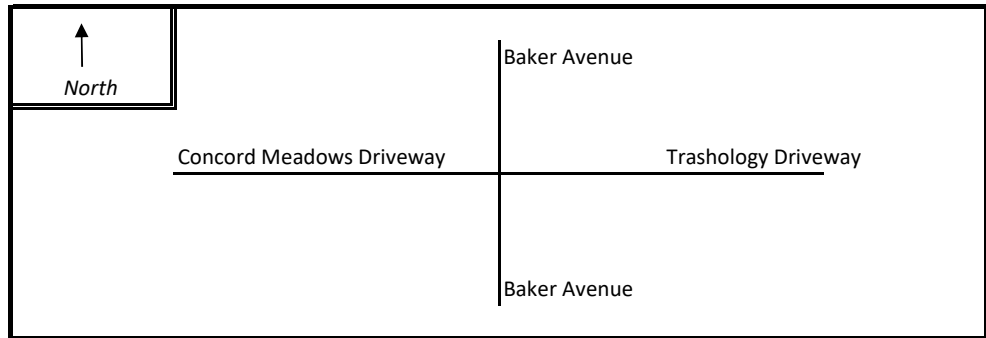 Baker Avenue
North
Concord Meadows Driveway
Trashology Driveway
Baker Avenue